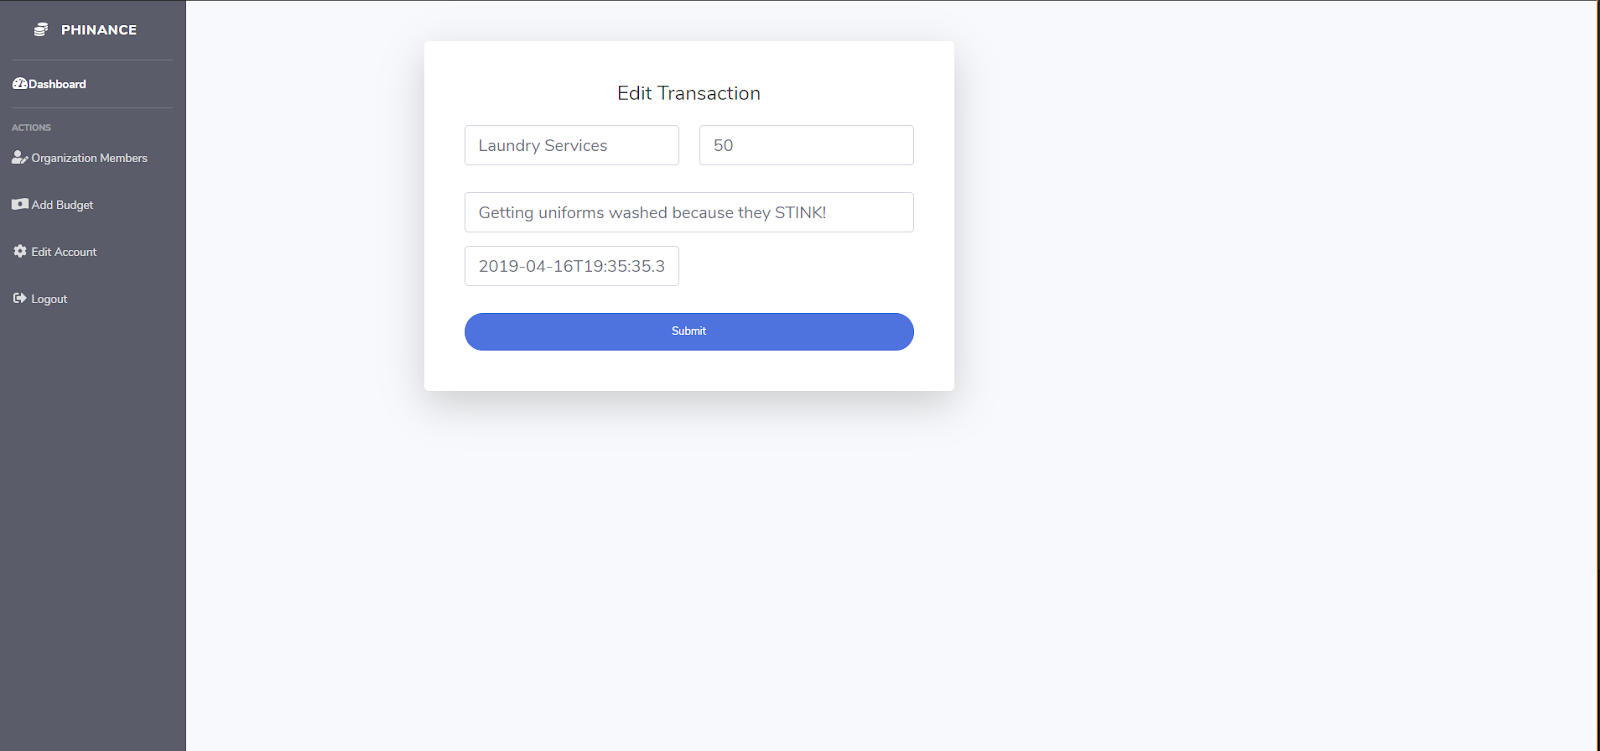 PHINANCE
Dashboard
ACTIONS
Organization Members
Add Budget
Edit Account
Logout
Edit Transaction
Laundry Services
50
Getting uniforms washed because they STINK!
2019-04-16T19:35:35.3
Submit